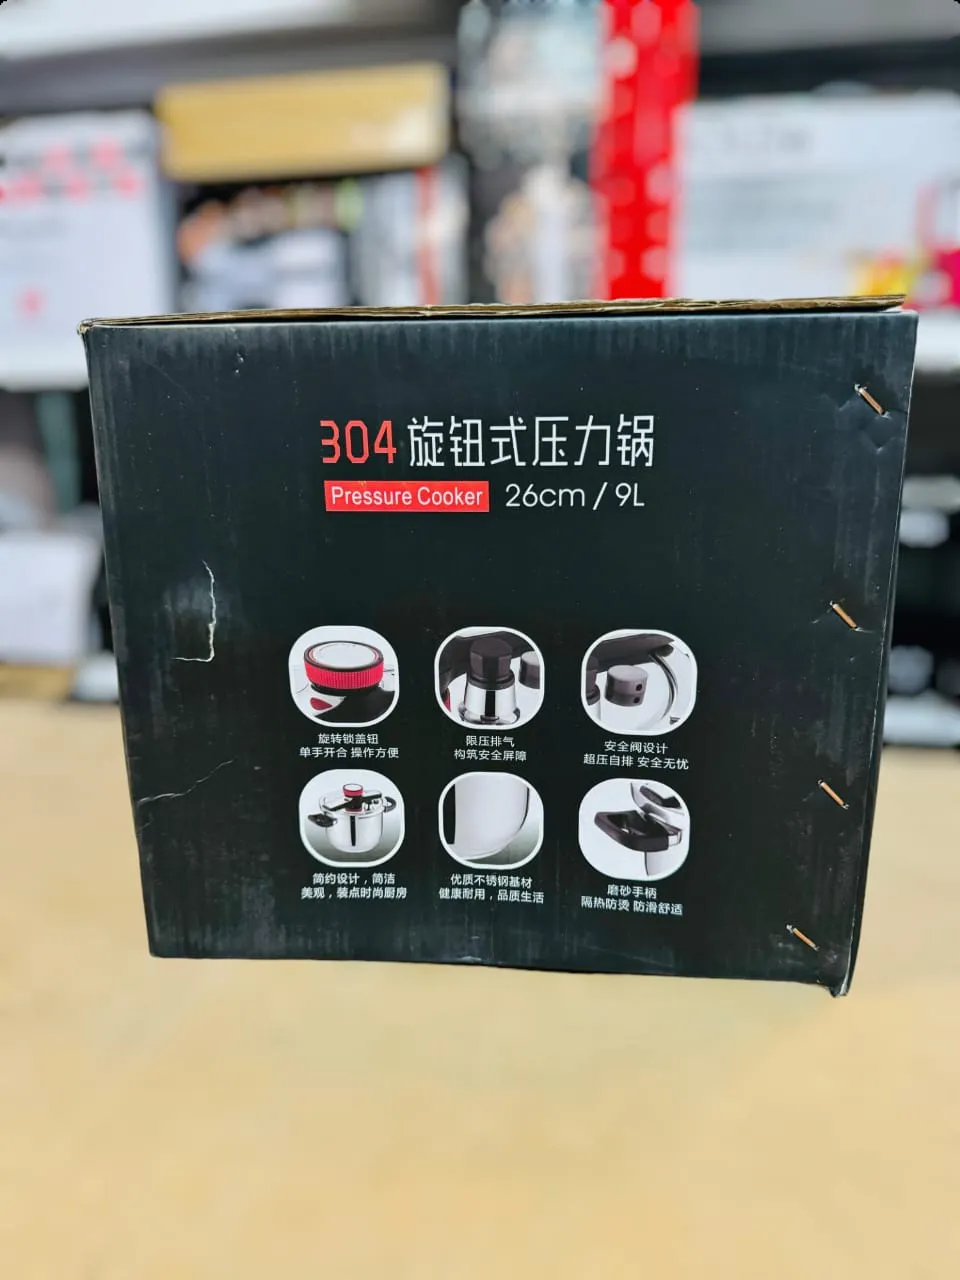 304 旋钮式压力锅
Pressure Cooker 26cm / 9L
旋转锁盖钮
单手开合 操作方便
限压排气
构筑安全屏障
安全阀设计
超压自排 安全无忧
简约设计，简洁
美观，装点时尚厨房
优质不锈钢基材
健康耐用，品质生活
磨砂手柄
隔热防烫 防滑舒适